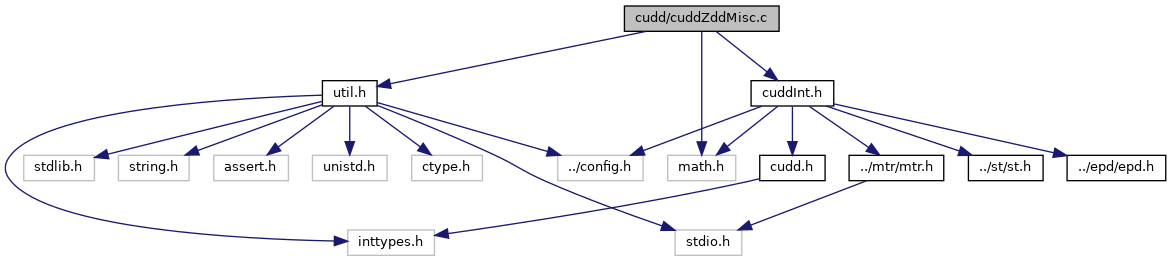 cudd/cuddZddMisc.c
util.h
cuddInt.h
stdlib.h
string.h
assert.h
unistd.h
ctype.h
../config.h
math.h
cudd.h
../mtr/mtr.h
../st/st.h
../epd/epd.h
inttypes.h
stdio.h